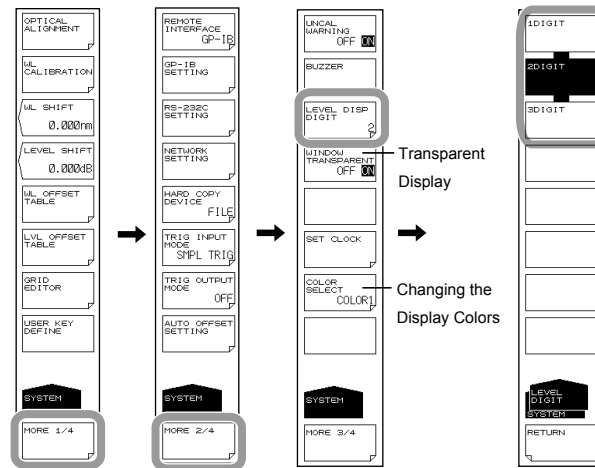 OPTICAL
ALIGNMENT
WL
CALIBRATION
WL SHIFT
0.000nm
LEVEL SHIFT
0.000dB
WL OFFSET
TABLE
LVL OFFSET
TABLE
GRID
EDITOR
USER KEY
DEFINE
SYSTEM
MORE 1/4
REMOTE
INTERFACE
GP-IB
GP-IB
SETTING
RS-232C
SETTING
NETWORK
SETTING
HARD COPY
DEVICE
FILE
TRIG INPUT
MODE
SMPL TRIG
TRIG OUTPUT
MODE
OFF
AUTO OFFSET
SETTING
SYSTEM
MORE 2/4
UNCAL
WARNING
OFF ON
BUZZER
LEVEL DISP
DIGIT
2
WINDOW
TRANSPARENT
OFF ON
SET CLOCK
COLOR
SELECT
COLOR1
SYSTEM
MORE 3/4
Transparent
Display
Changing the
Display Colors
1DIGIT
2DIGIT
3DIGIT
LEVEL
DIGIT
SYSTEM
RETURN